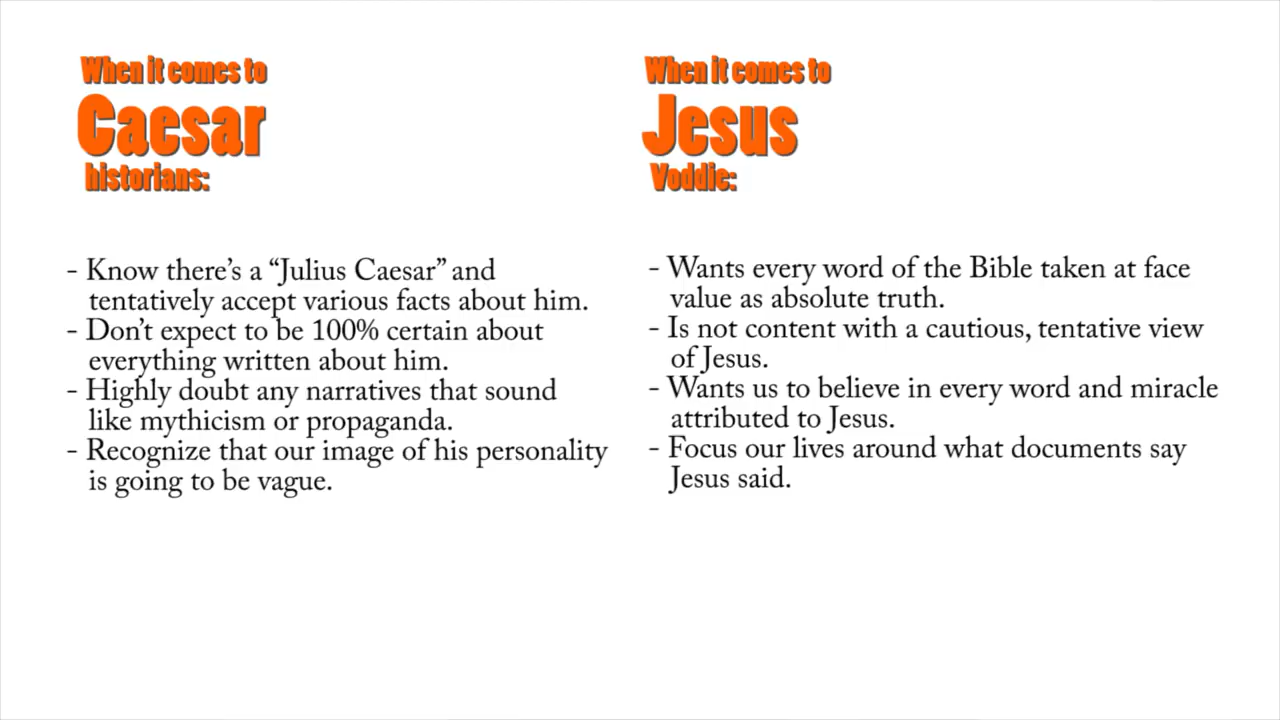 When it comes to
Caesar
historians:
- Know there's a “Julius Caesar” and
tentatively accept various facts about him.
- Don't expect to be 100% certain about
everything written about him.
- Highly doubt any narratives that sound
like mythicism or propaganda.
- Recognize that our image of his personality
is going to be vague.
When it comes to
Jesus
Voddie:
- Wants every word of the Bible taken at face
value as absolute truth.
- Is not content with a cautious, tentative view
of Jesus.
- Wants us to believe in every word and miracle
attributed to Jesus.
- Focus our lives around what documents say
Jesus said.